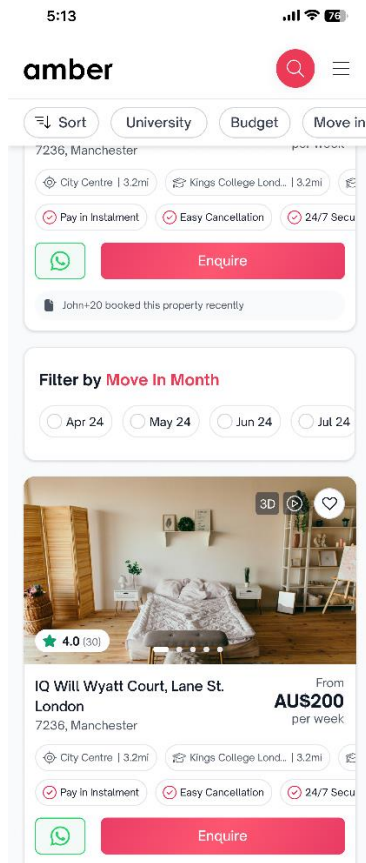 5:13
76
amber
Sort
University
Budget
Move in
per week
7236, Manchester
City Centre | 3.2mi
Kings College Lond... | 3.2mi
Pay in Instalment
Easy Cancellation
24/7 Secu
Enquire
John+20 booked this property recently
Filter by Move In Month
Apr 24
May 24
Jun 24
Jul 24
3D
4.0 (30)
IQ Will Wyatt Court, Lane St.
London
From
AU$200
per week
7236, Manchester
City Centre | 3.2mi
Kings College Lond... | 3.2mi
Pay in Instalment
Easy Cancellation
24/7 Secu
Enquire